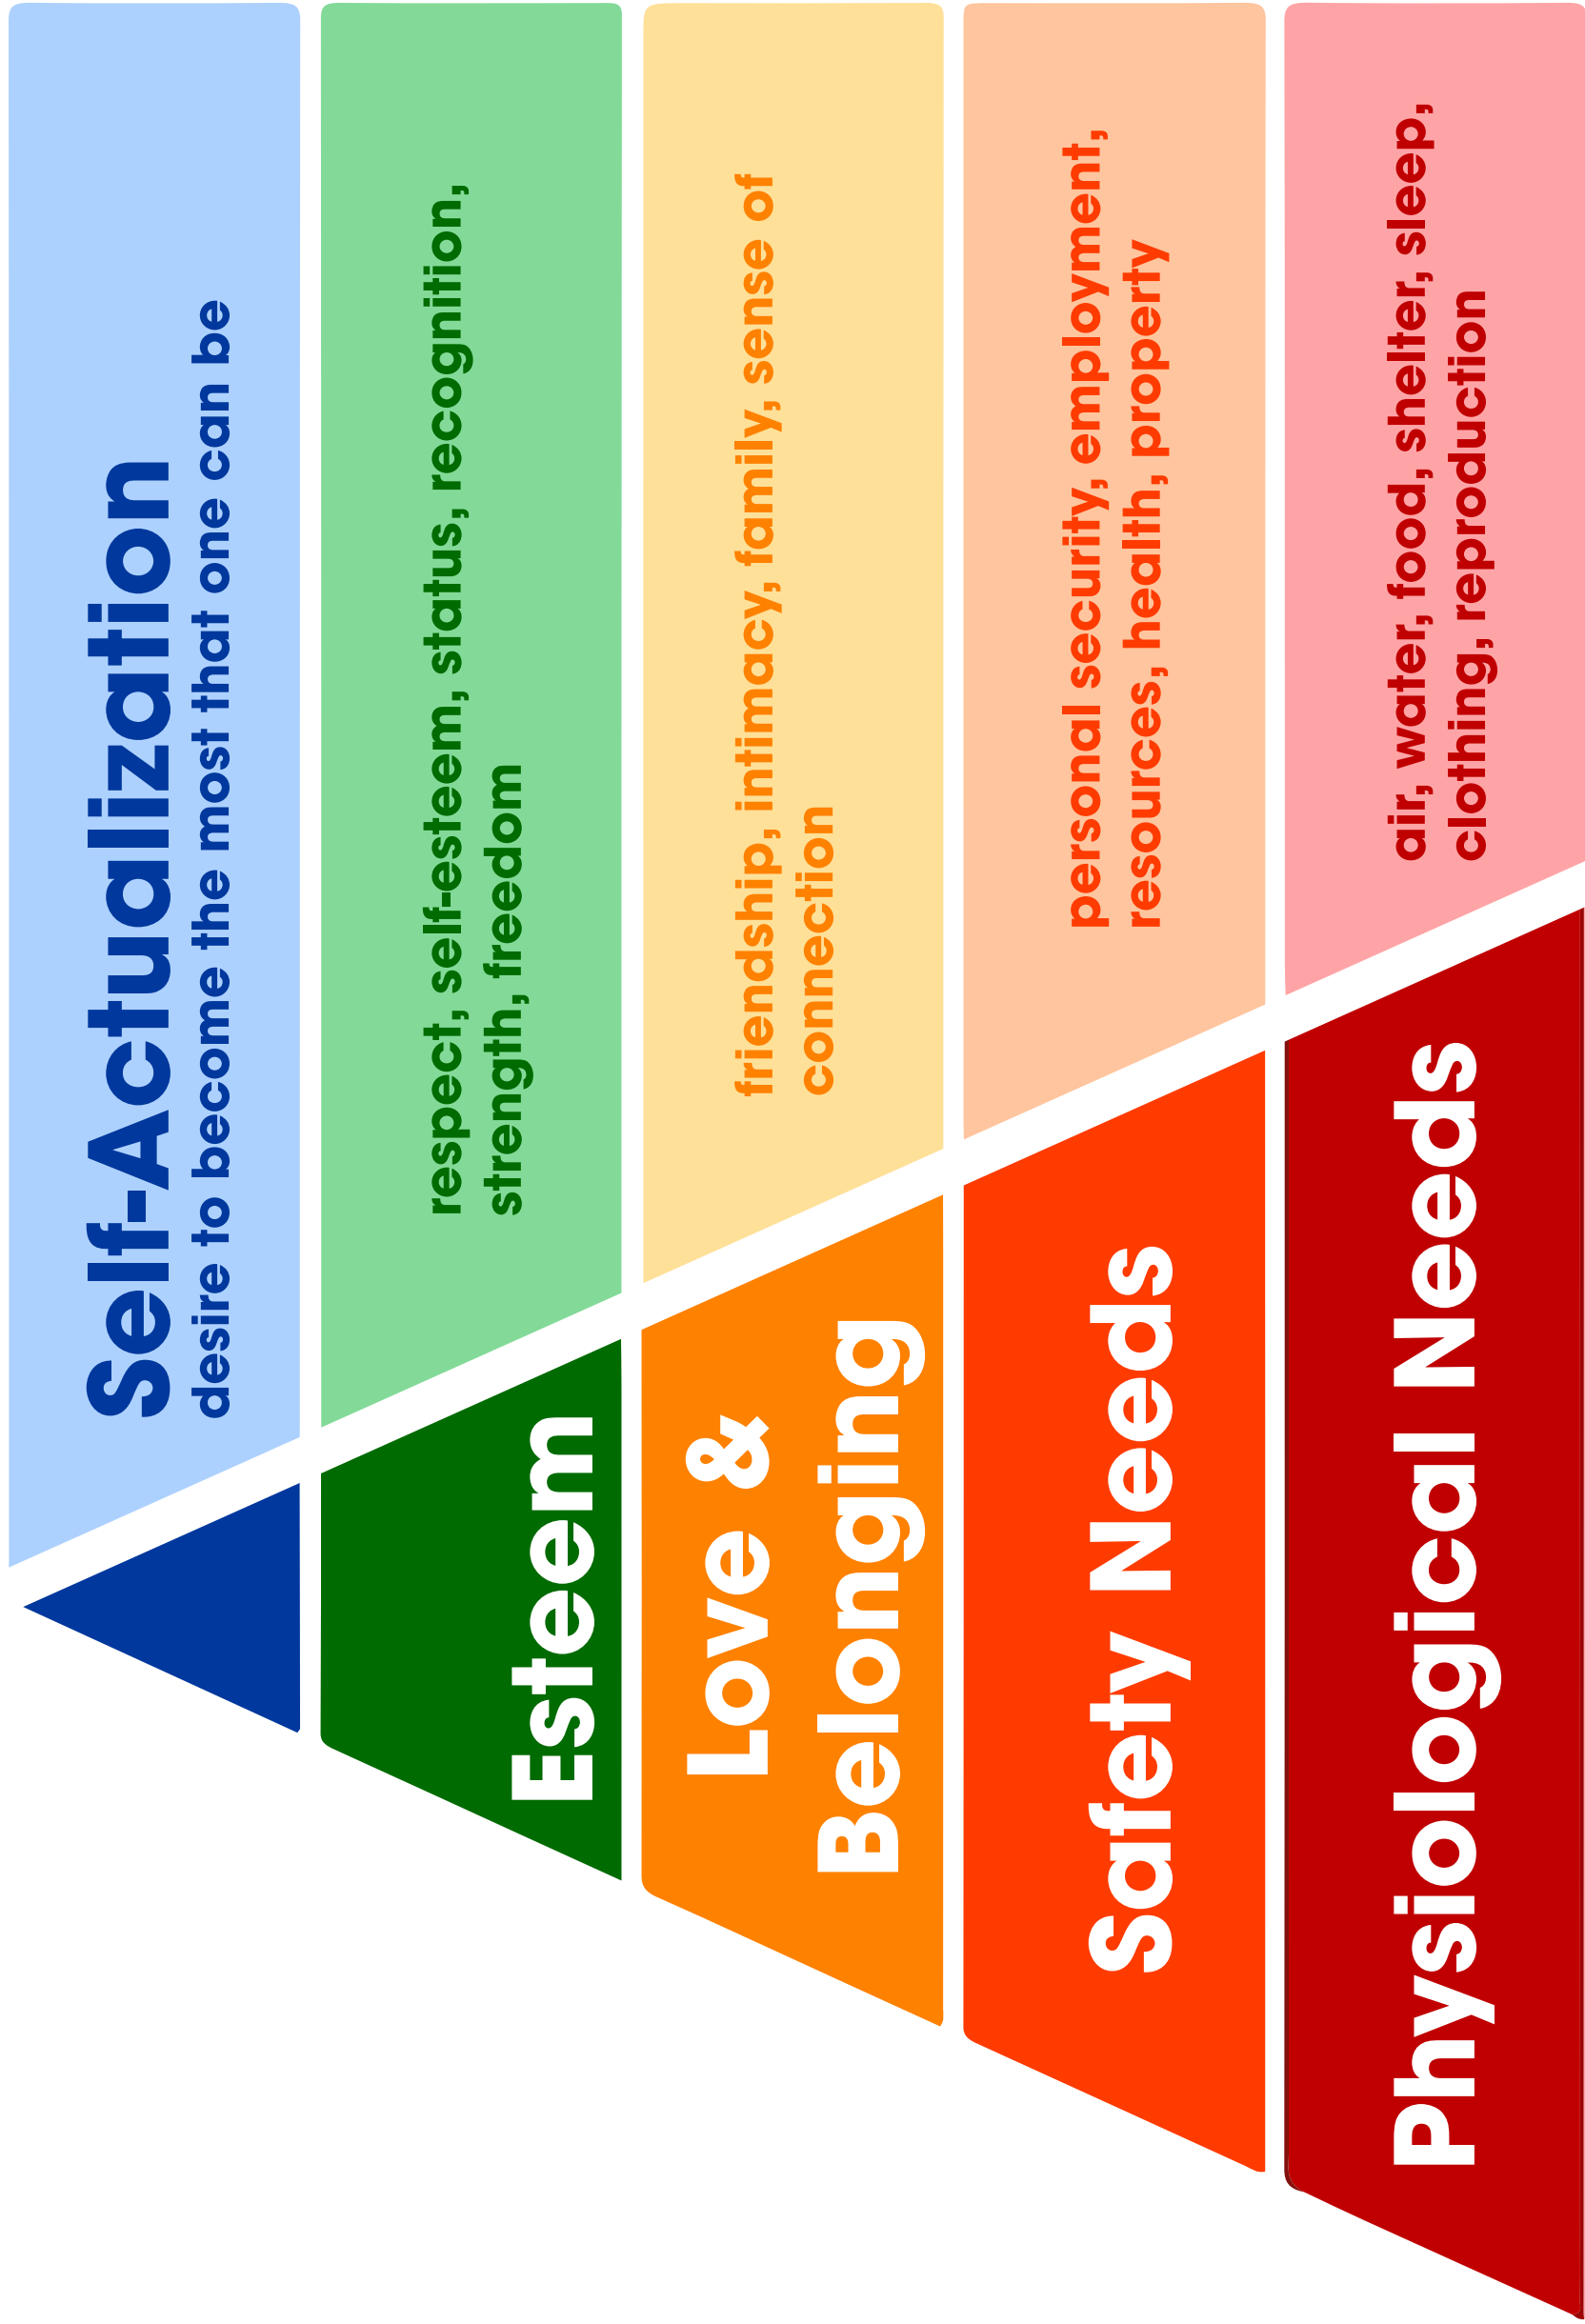 Self-Actualization
desire to become the most that one can be
Esteem
respect, self-esteem, status, recognition,
strength, freedom
Love &
Belonging
friendship, intimacy, family, sense of
connection
Safety Needs
personal security, employment,
resources, health, property
Physiological Needs
air, water, food, shelter, sleep,
clothing, reproduction